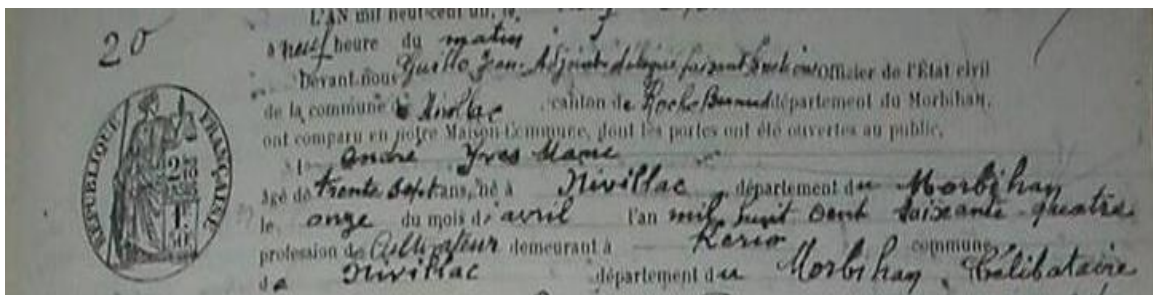 20
L'AN mil neuf-cent un, le
à neuf heure du matin
Devant nous Guillo Jean Adjoint délégué faisant fonction Officier de l'État civil
de la commune de Nivillac canton de Roche Bernard département du Morbihan,
ont comparu en notre Maison Commune, dont les portes ont été ouvertes au public,
1° André Yves Marie
âgé de trente sept ans, né à Nivillac département du Morbihan
le onze du mois d'avril l'an mil huit cent soixante quatre
profession de Cultivateur demeurant à Kerio commune
de Nivillac département du Morbihan, Célibataire
RÉPUBLIQUE FRANÇAISE